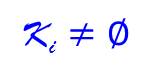 𝒦ᵢ ≠ ∅